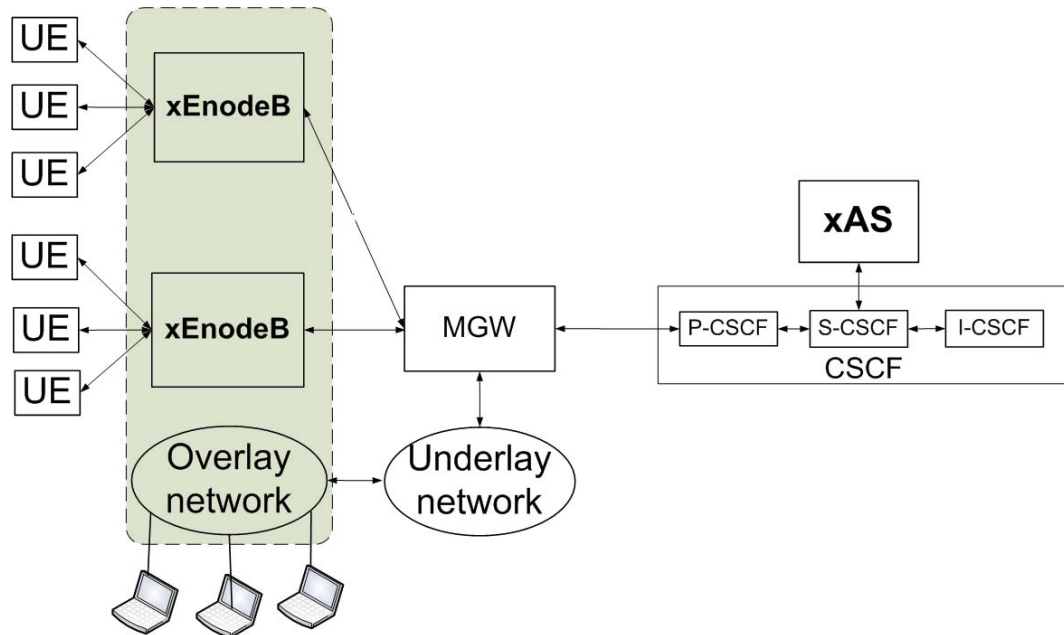 UE
UE
UE
xEnodeB
UE
UE
UE
xEnodeB
MGW
xAS
P-CSCF
S-CSCF
I-CSCF
CSCF
Overlay
network
Underlay
network